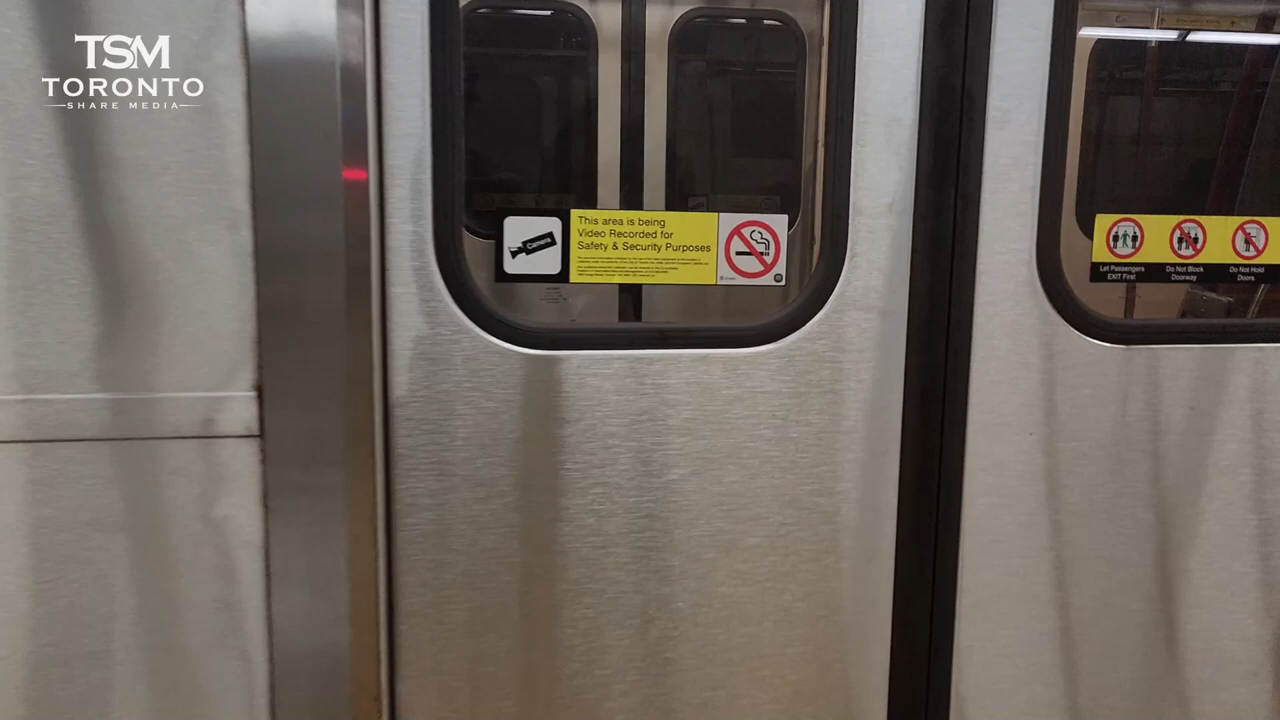 TSM
TORONTO
SHARE MEDIA
Camera
This area is being
Video Recorded for
Safety & Security Purposes
Let Passengers
EXIT First
Do Not Block
Doorway
Do Not Hold
Doors